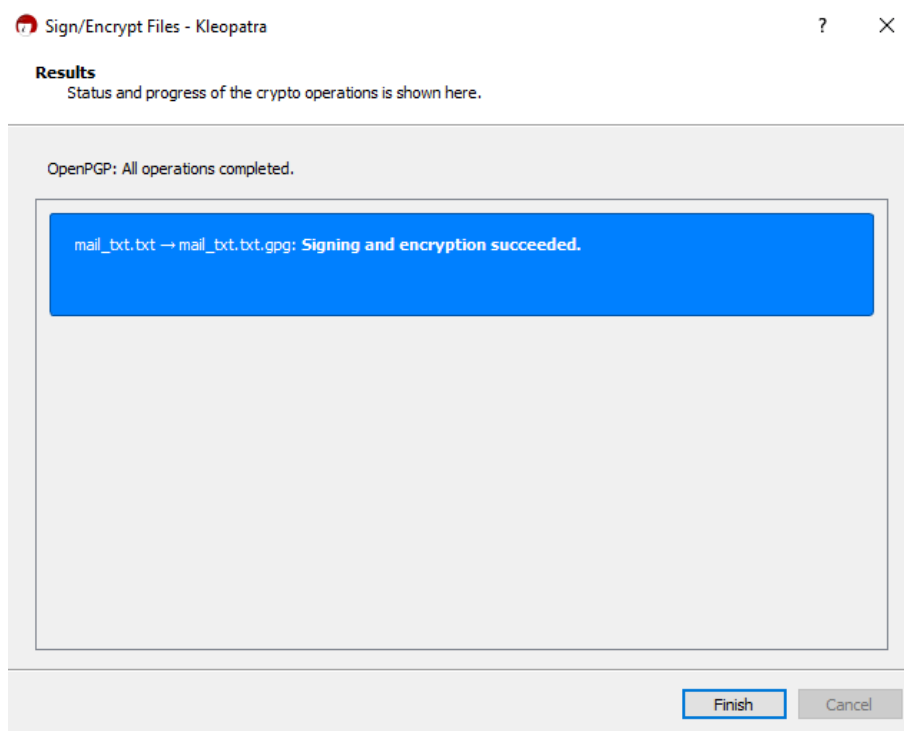 Sign/Encrypt Files - Kleopatra
?
Results
Status and progress of the crypto operations is shown here.
OpenPGP: All operations completed.
mail_txt.txt → mail_txt.txt.gpg: Signing and encryption succeeded.
Finish
Cancel